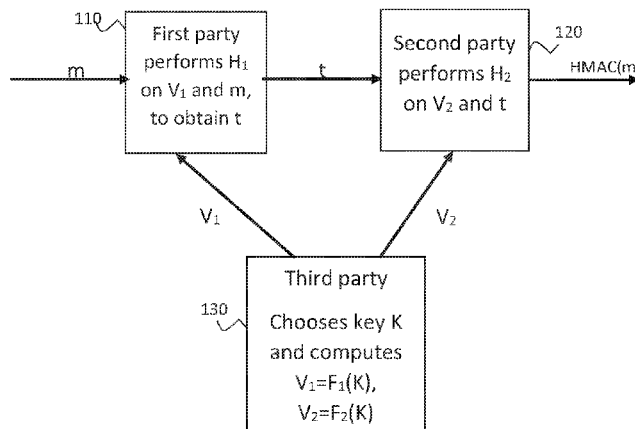 110
First party
performs H₁
on V₁ and m,
to obtain t
m
t
Second party
performs H₂
on V₂ and t
120
HMAC(m
V₁
V₂
130
Third party
Chooses key K
and computes
V₁=F₁(K),
V₂=F₂(K)